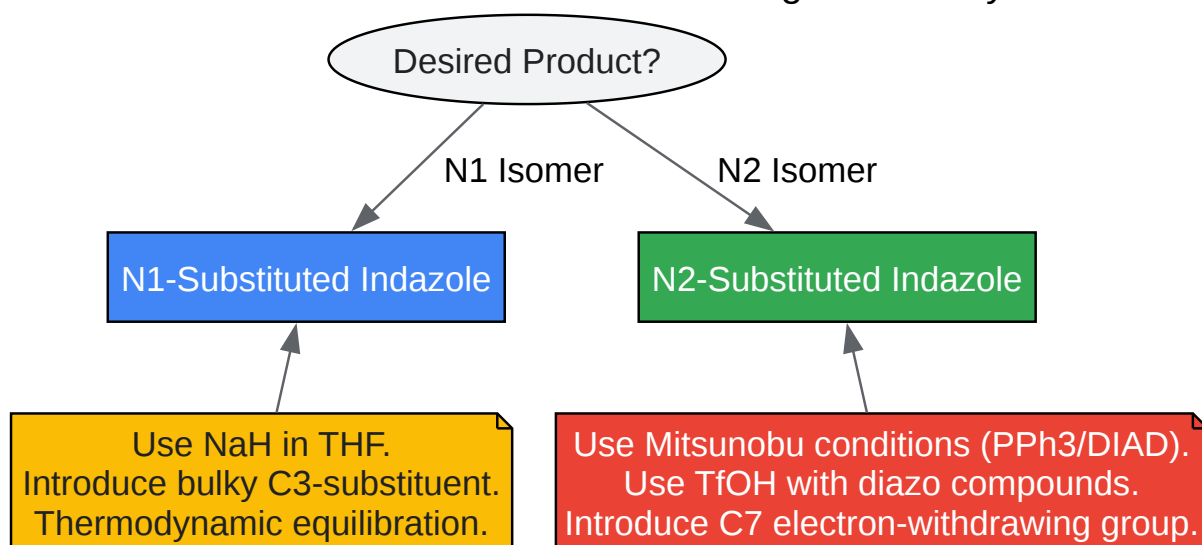 Desired Product?
N1 Isomer
N2 Isomer
N1-Substituted Indazole
N2-Substituted Indazole
Use NaH in THF.
Introduce bulky C3-substituent.
Thermodynamic equilibration.
Use Mitsunobu conditions (PPh3/DIAD).
Use TfOH with diazo compounds.
Introduce C7 electron-withdrawing group.